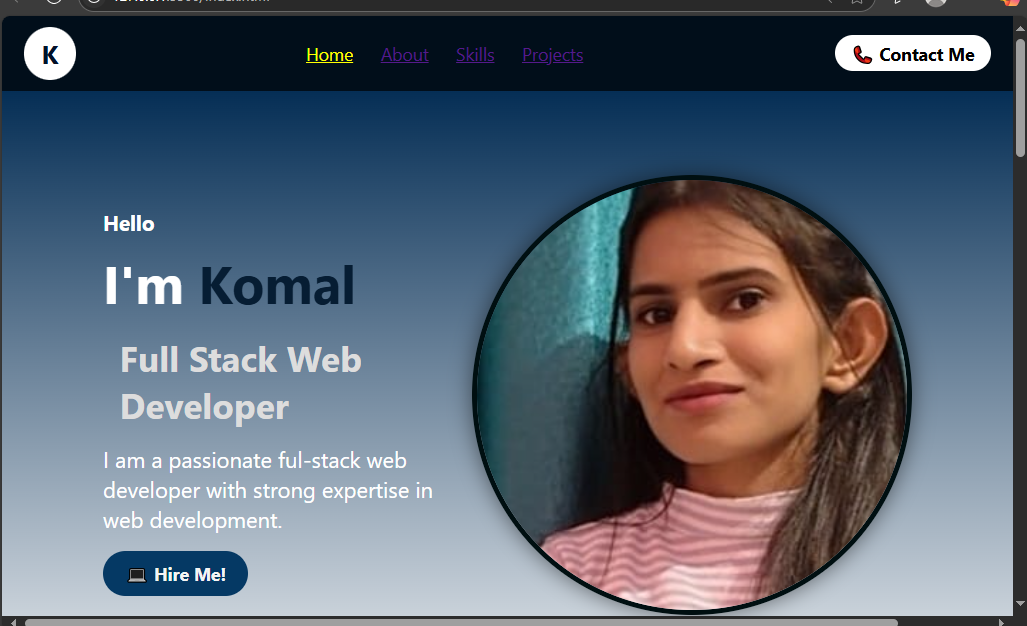 K
Home About Skills Projects
Contact Me
Hello
I'm Komal
Full Stack Web
Developer
I am a passionate ful-stack web
developer with strong expertise in
web development.
Hire Me!